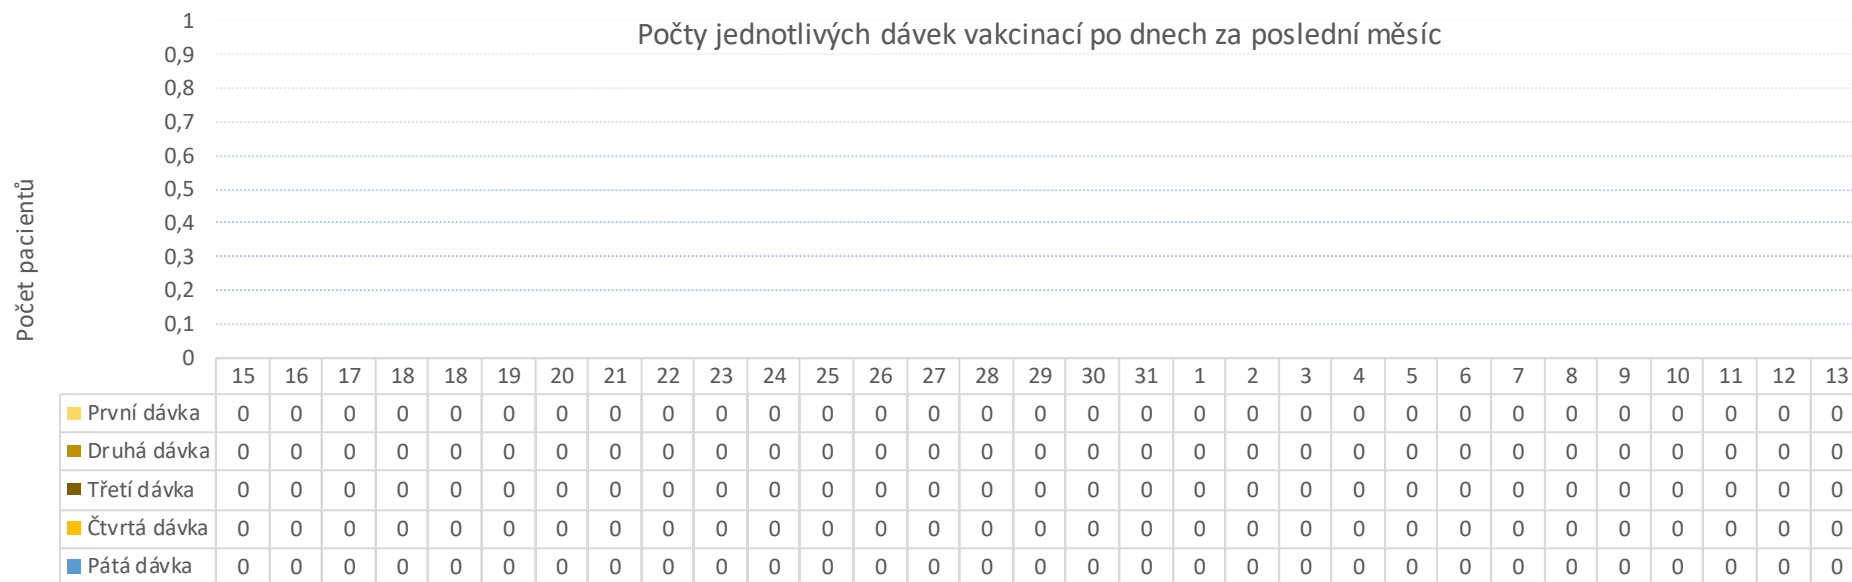 Počty jednotlivých dávek vakcinací po dnech za poslední měsíc
Počet pacientů
1
0,9
0,8
0,7
0,6
0,5
0,4
0,3
0,2
0,1
0
15 16 17 18 18 19 20 21 22 23 24 25 26 27 28 29 30 31 1 2 3 4 5 6 7 8 9 10 11 12 13
První dávka 0 0 0 0 0 0 0 0 0 0 0 0 0 0 0 0 0 0 0 0 0 0 0 0 0 0 0 0 0 0 0
Druhá dávka 0 0 0 0 0 0 0 0 0 0 0 0 0 0 0 0 0 0 0 0 0 0 0 0 0 0 0 0 0 0 0
Třetí dávka 0 0 0 0 0 0 0 0 0 0 0 0 0 0 0 0 0 0 0 0 0 0 0 0 0 0 0 0 0 0 0
Čtvrtá dávka 0 0 0 0 0 0 0 0 0 0 0 0 0 0 0 0 0 0 0 0 0 0 0 0 0 0 0 0 0 0 0
Pátá dávka 0 0 0 0 0 0 0 0 0 0 0 0 0 0 0 0 0 0 0 0 0 0 0 0 0 0 0 0 0 0 0